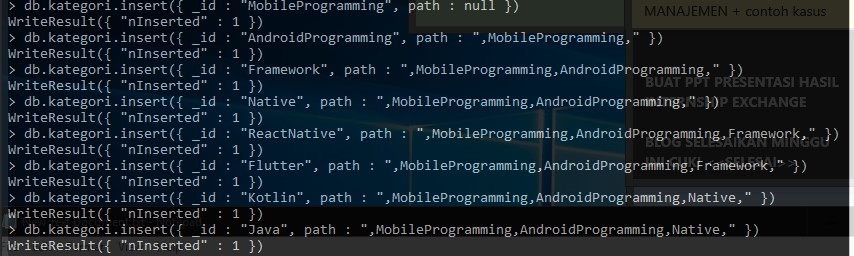 > db.kategori.insert({ _id : "MobileProgramming", path : null })
WriteResult({ "nInserted" : 1 })
> db.kategori.insert({ _id : "AndroidProgramming", path : ",MobileProgramming," })
WriteResult({ "nInserted" : 1 })
> db.kategori.insert({ _id : "Framework", path : ",MobileProgramming,AndroidProgramming," })
WriteResult({ "nInserted" : 1 })
> db.kategori.insert({ _id : "Native", path : ",MobileProgramming,AndroidProgramming," })
WriteResult({ "nInserted" : 1 })
> db.kategori.insert({ _id : "ReactNative", path : ",MobileProgramming,AndroidProgramming,Framework," })
WriteResult({ "nInserted" : 1 })
> db.kategori.insert({ _id : "Flutter", path : ",MobileProgramming,AndroidProgramming,Framework," })
WriteResult({ "nInserted" : 1 })
> db.kategori.insert({ _id : "Kotlin", path : ",MobileProgramming,AndroidProgramming,Native," })
WriteResult({ "nInserted" : 1 })
> db.kategori.insert({ _id : "Java", path : ",MobileProgramming,AndroidProgramming,Native," })
WriteResult({ "nInserted" : 1 })
MANAJEMEN + contoh kasus
BUAT PPT PRESENTASI HASIL
EXCHANGE
BLOG SELESAIKAN MINGGU